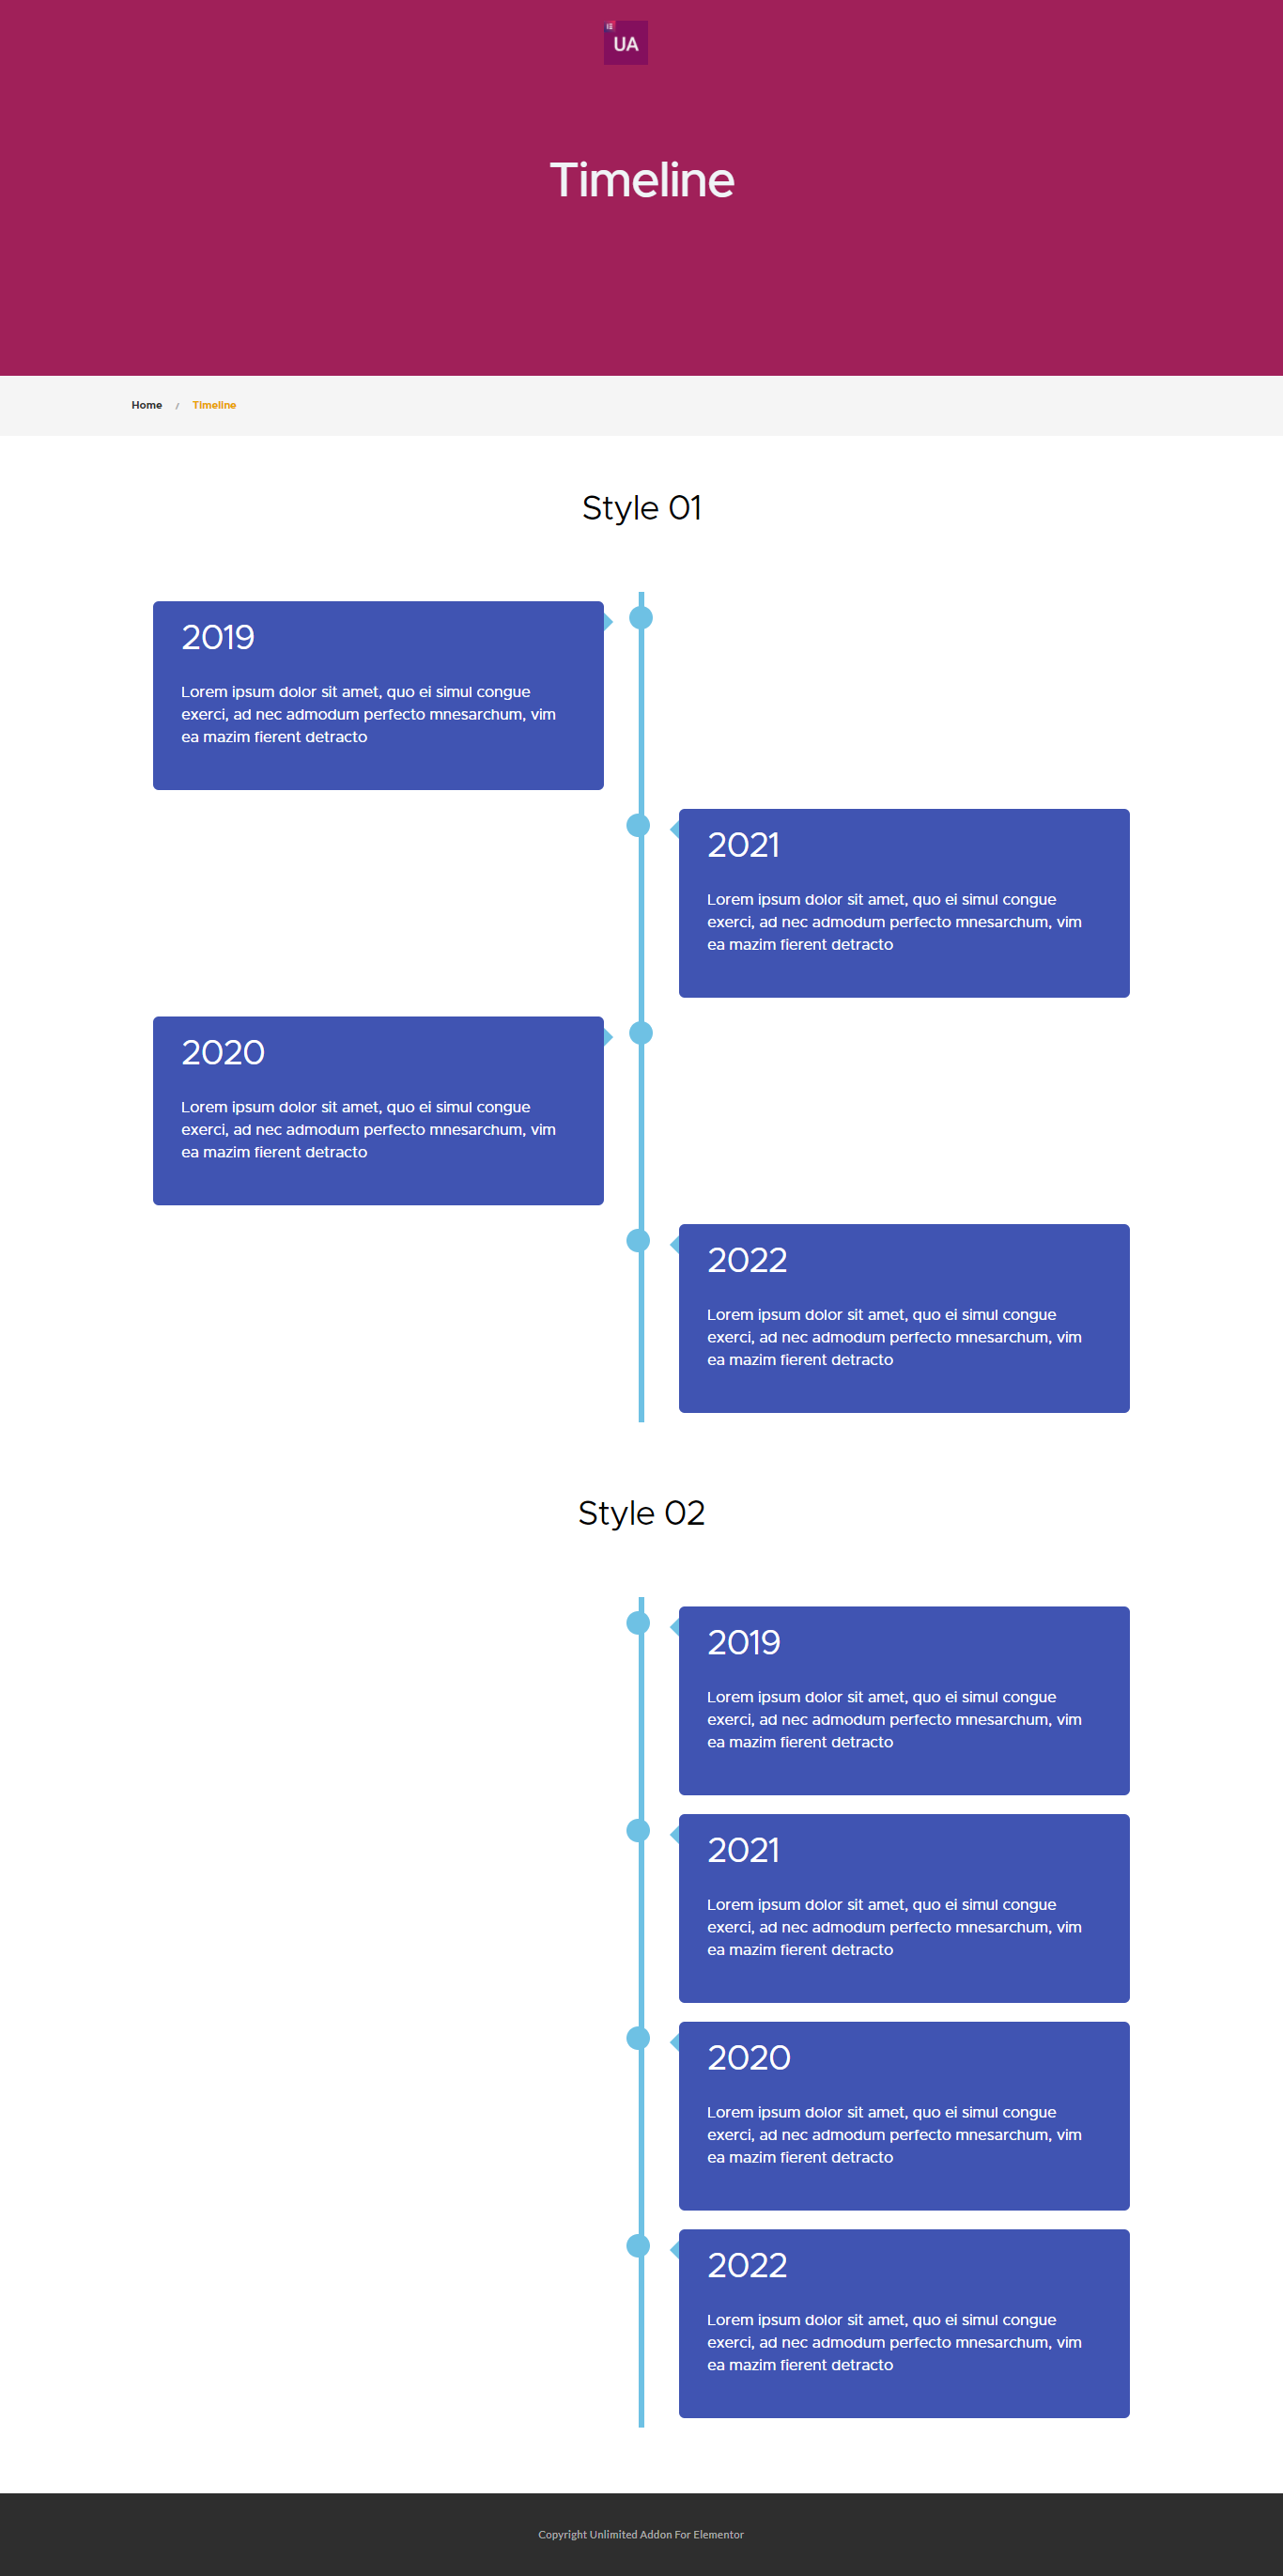 UA
Timeline
Home / Timeline
Style 01
2019
Lorem ipsum dolor sit amet, quo ei simul congue
exerci, ad nec admodum perfecto mnesarchum, vim
ea mazim fierent detracto
2021
Lorem ipsum dolor sit amet, quo ei simul congue
exerci, ad nec admodum perfecto mnesarchum, vim
ea mazim fierent detracto
2020
Lorem ipsum dolor sit amet, quo ei simul congue
exerci, ad nec admodum perfecto mnesarchum, vim
ea mazim fierent detracto
2022
Lorem ipsum dolor sit amet, quo ei simul congue
exerci, ad nec admodum perfecto mnesarchum, vim
ea mazim fierent detracto
Style 02
2019
Lorem ipsum dolor sit amet, quo ei simul congue
exerci, ad nec admodum perfecto mnesarchum, vim
ea mazim fierent detracto
2021
Lorem ipsum dolor sit amet, quo ei simul congue
exerci, ad nec admodum perfecto mnesarchum, vim
ea mazim fierent detracto
2020
Lorem ipsum dolor sit amet, quo ei simul congue
exerci, ad nec admodum perfecto mnesarchum, vim
ea mazim fierent detracto
2022
Lorem ipsum dolor sit amet, quo ei simul congue
exerci, ad nec admodum perfecto mnesarchum, vim
ea mazim fierent detracto
Copyright Unlimited Addon For Elementor